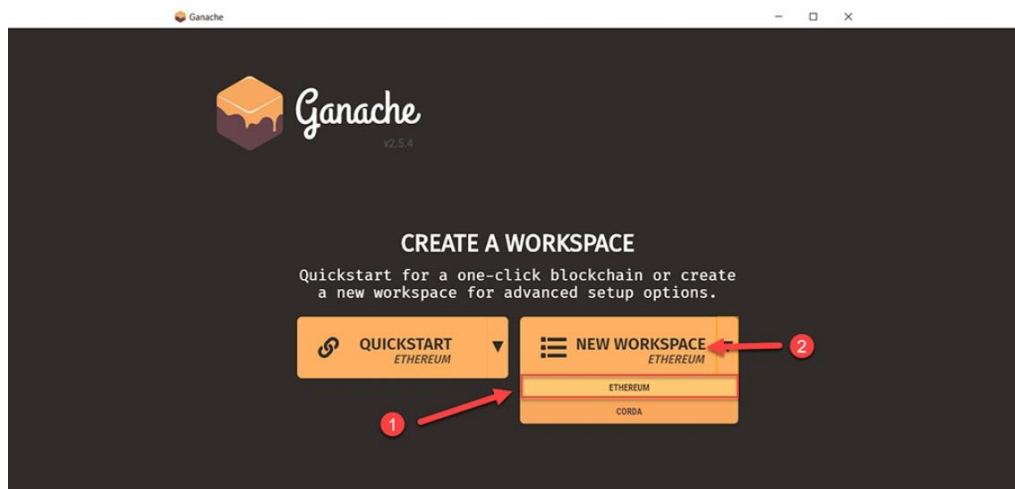 Ganache
Ganache
v2.5.4
CREATE A WORKSPACE
Quickstart for a one-click blockchain or create
a new workspace for advanced setup options.
QUICKSTART
ETHEREUM
NEW WORKSPACE
ETHEREUM
2
ETHEREUM
CORDA
1